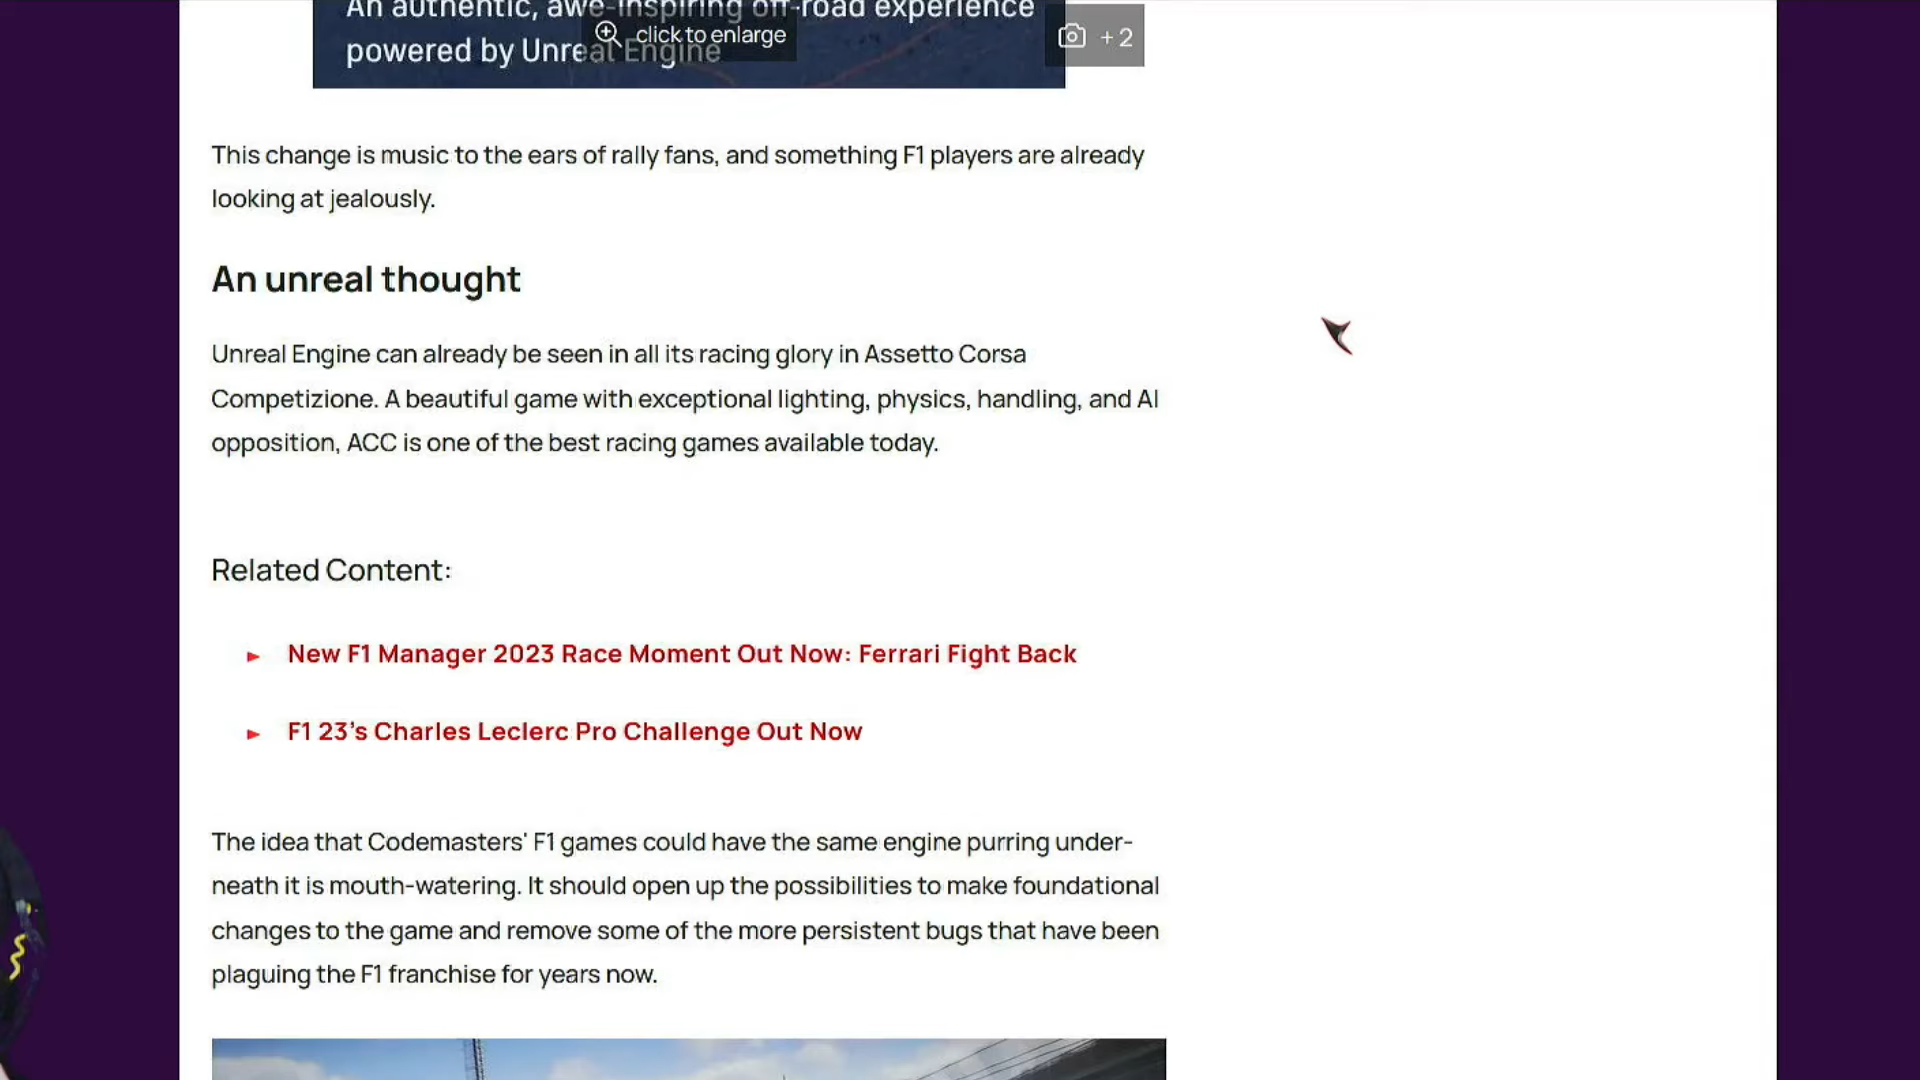 An authentic, awe-inspiring off-road experience
powered by Unreal Engine
click to enlarge
+2
This change is music to the ears of rally fans, and something F1 players are already
looking at jealously.
An unreal thought
Unreal Engine can already be seen in all its racing glory in Assetto Corsa
Competizione. A beautiful game with exceptional lighting, physics, handling, and AI
opposition, ACC is one of the best racing games available today.
Related Content:
New F1 Manager 2023 Race Moment Out Now: Ferrari Fight Back
F1 23’s Charles Leclerc Pro Challenge Out Now
The idea that Codemasters' F1 games could have the same engine purring under-
neath it is mouth-watering. It should open up the possibilities to make foundational
changes to the game and remove some of the more persistent bugs that have been
plaguing the F1 franchise for years now.